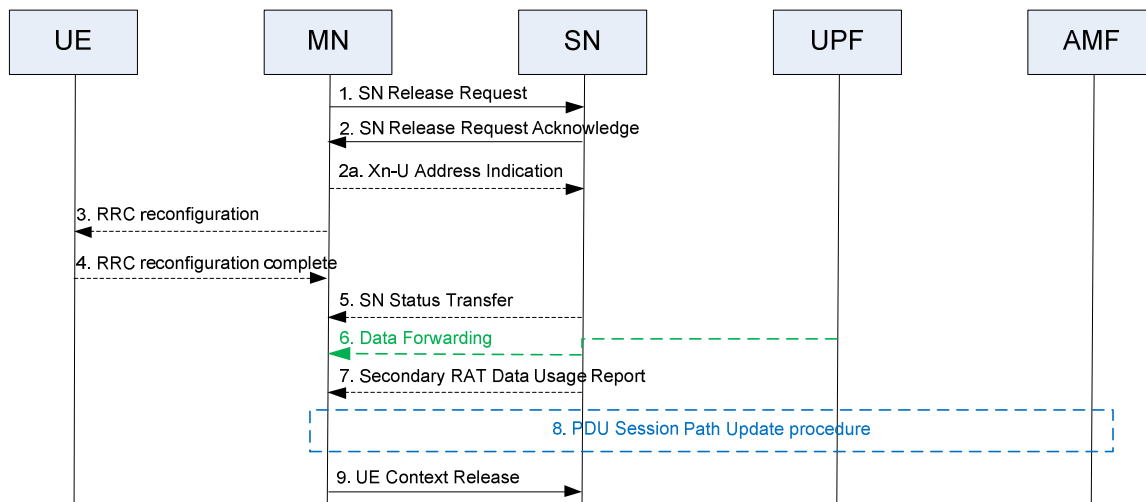 UE
MN
SN
UPF
AMF
1. SN Release Request
2. SN Release Request Acknowledge
2a. Xn-U Address Indication
3. RRC reconfiguration
4. RRC reconfiguration complete
5. SN Status Transfer
6. Data Forwarding
7. Secondary RAT Data Usage Report
8. PDU Session Path Update procedure
9. UE Context Release